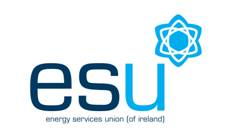 esu
energy services union (of ireland)